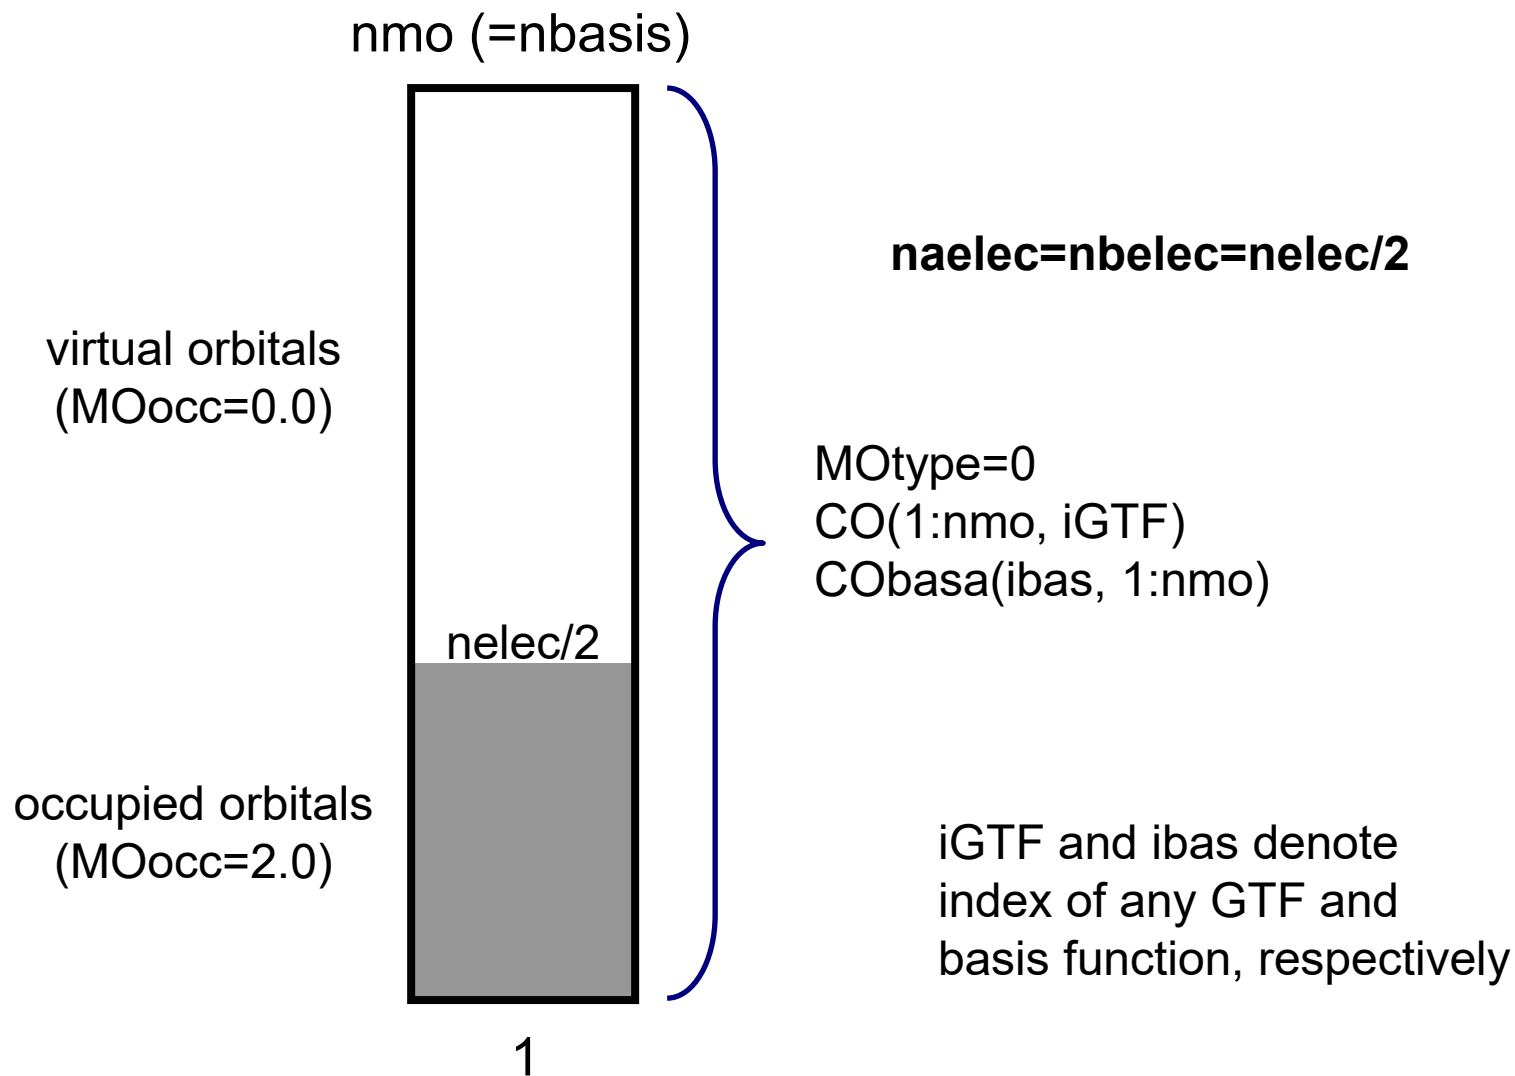 nmo (=nbasis)
naelec=nbelec=nelec/2
virtual orbitals
(MOocc=0.0)
MOtype=0
CO(1:nmo, iGTF)
CObasa(ibas, 1:nmo)
nelec/2
occupied orbitals
(MOocc=2.0)
iGTF and ibas denote
index of any GTF and
basis function, respectively
1